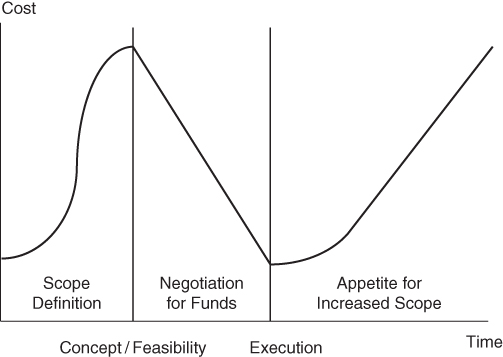 Cost
Scope
Definition
Negotiation
for Funds
Appetite for
Increased Scope
Concept / Feasibility
Execution
Time